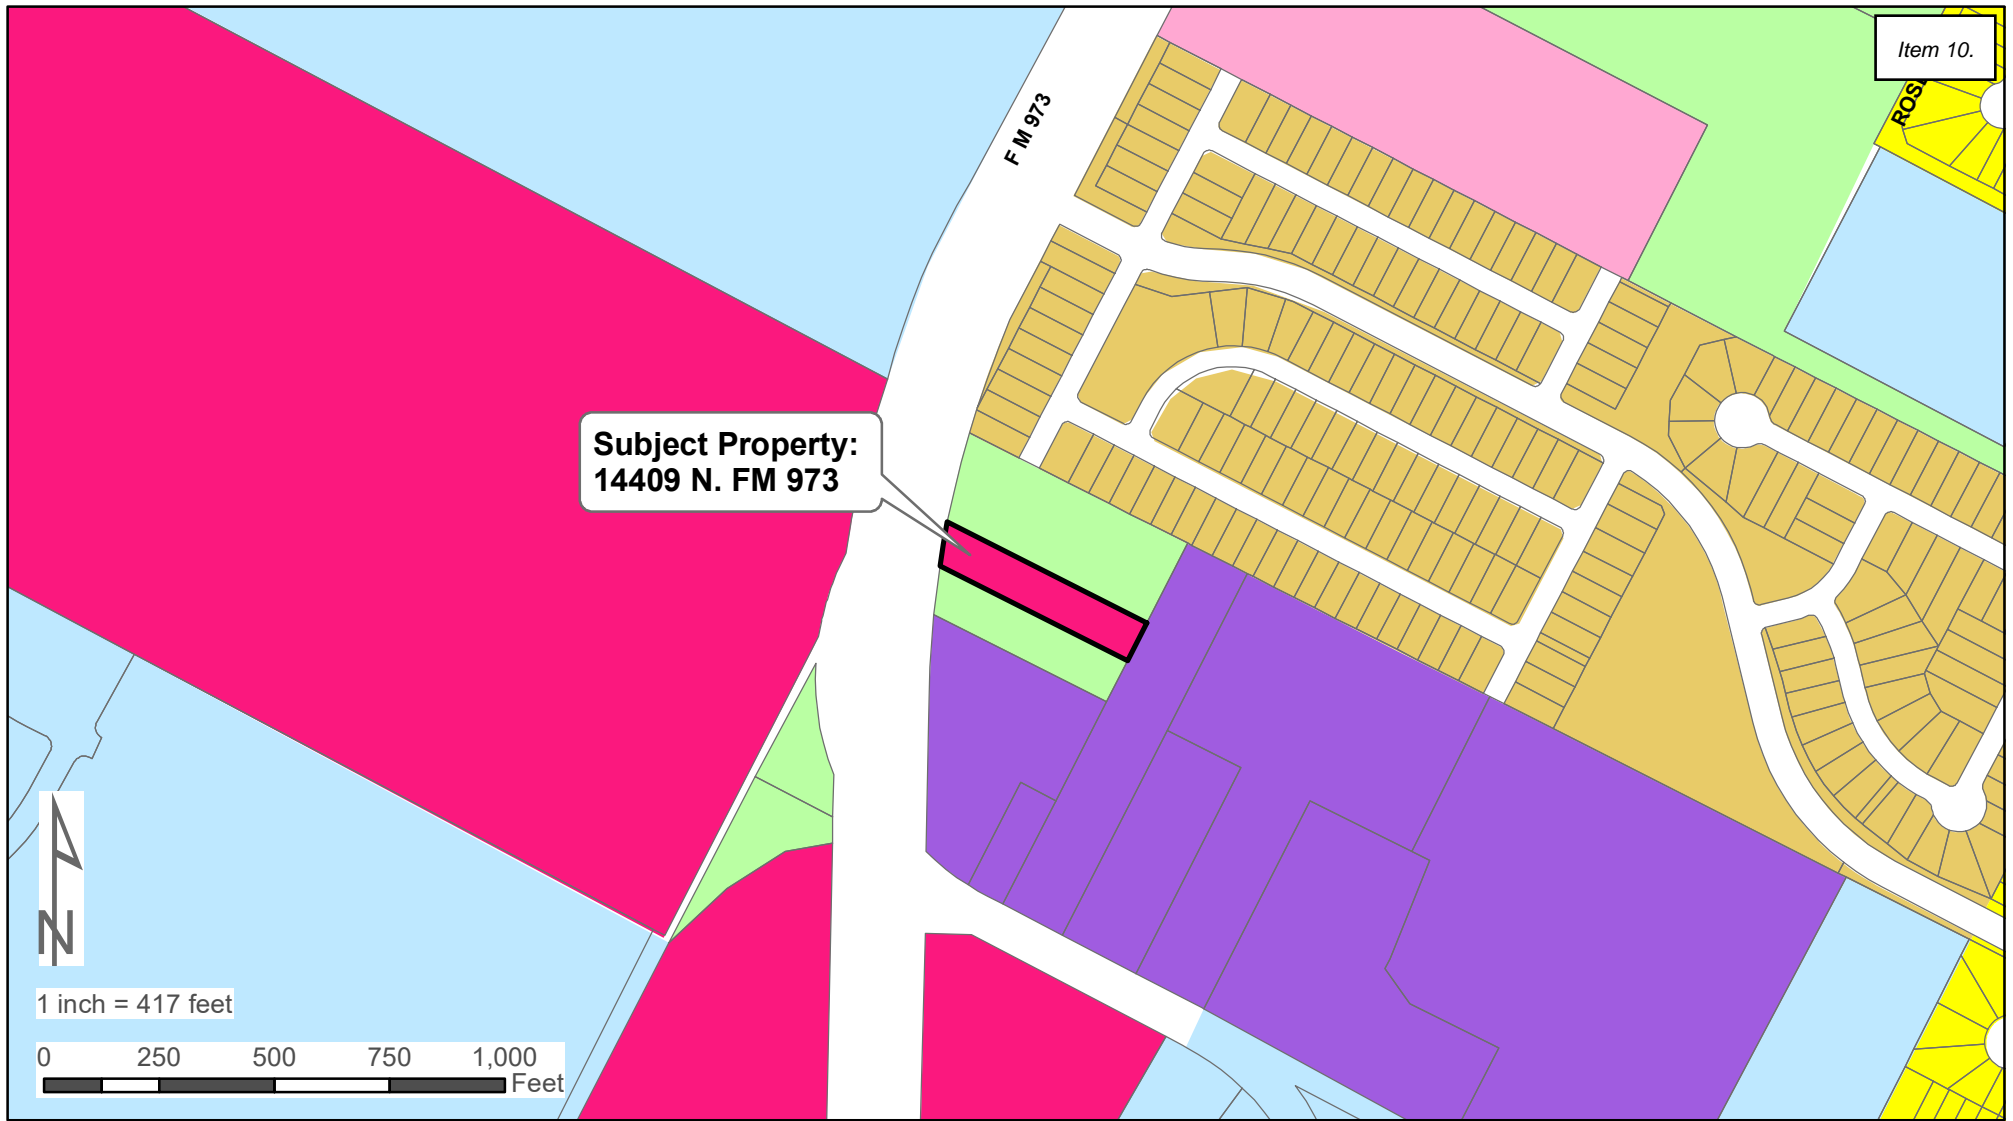 Item 10.
ROS
F M 973
Subject Property:
14409 N. FM 973
N
1 inch = 417 feet
0 250 500 750 1,000
Feet